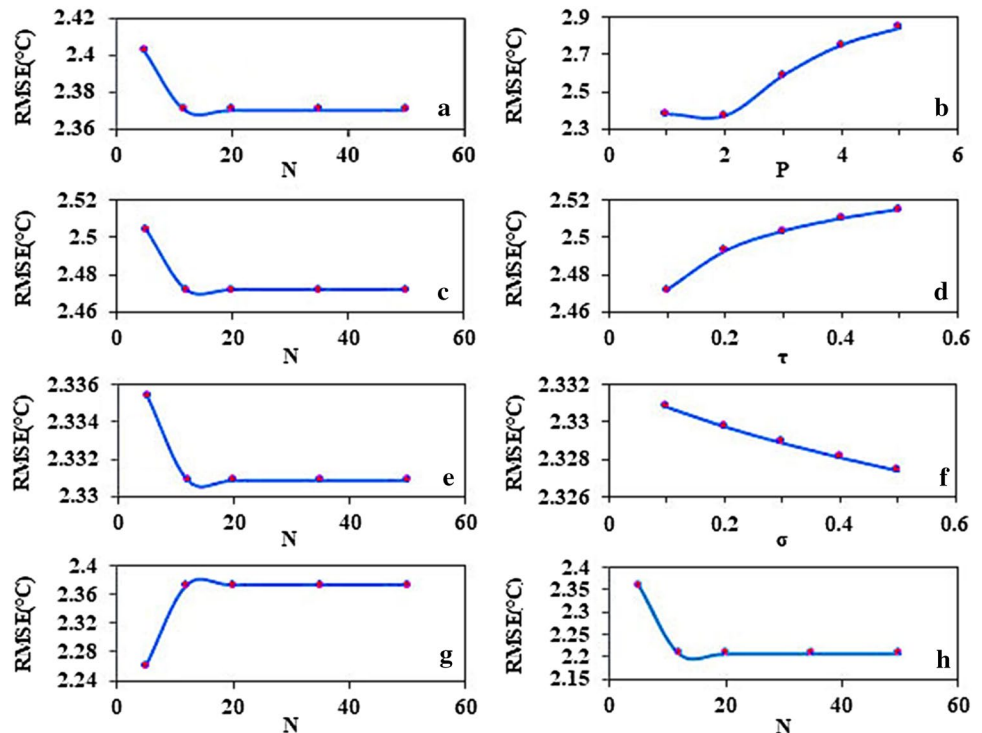 RMSE(°C)
2.42
2.4
2.38
2.36
0
20
40
60
N
a
RMSE(°C)
2.9
2.7
2.5
2.3
0
2
4
6
P
b
RMSE(°C)
2.52
2.5
2.48
2.46
0
20
40
60
N
c
RMSE(°C)
2.52
2.5
2.48
2.46
0
0.2
0.4
0.6
τ
d
RMSE(°C)
2.336
2.334
2.331
2.33
0
20
40
60
N
e
RMSE(°C)
2.332
2.33
2.328
2.326
0
0.2
0.4
0.6
σ
f
RMSE(°C)
2.4
2.36
2.32
2.28
2.24
0
20
40
60
N
g
RMSE(°C)
2.4
2.35
2.3
2.25
2.2
2.15
0
20
40
60
N
h